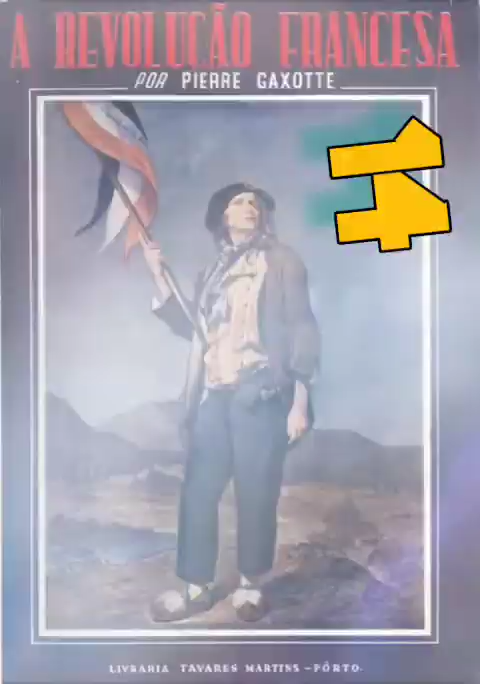 A REVOLUÇÃO FRANCESA
POR PIERRE GAXOTTE
LIVRARIA TAVARES MARTINS – PÔRTO.